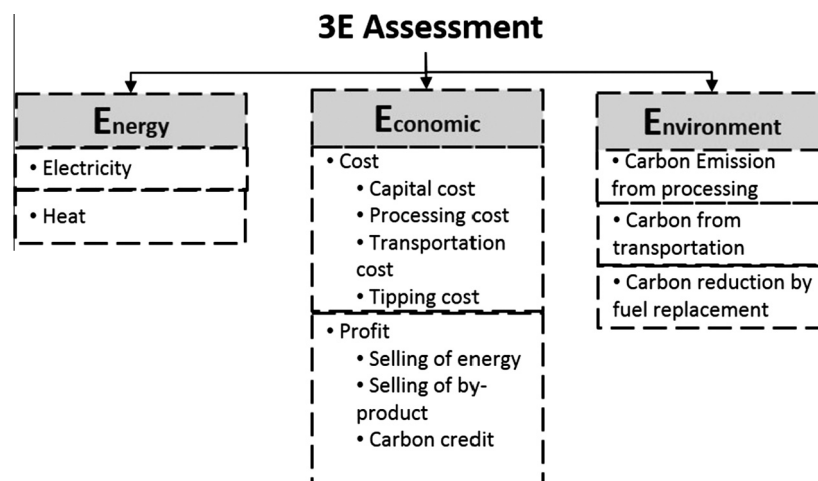 3E Assessment
Energy
• Electricity
• Heat
Economic
• Cost
• Capital cost
• Processing cost
• Transportation
cost
• Tipping cost
• Profit
• Selling of energy
• Selling of by-
product
• Carbon credit
Environment
• Carbon Emission
from processing
• Carbon from
transportation
• Carbon reduction by
fuel replacement